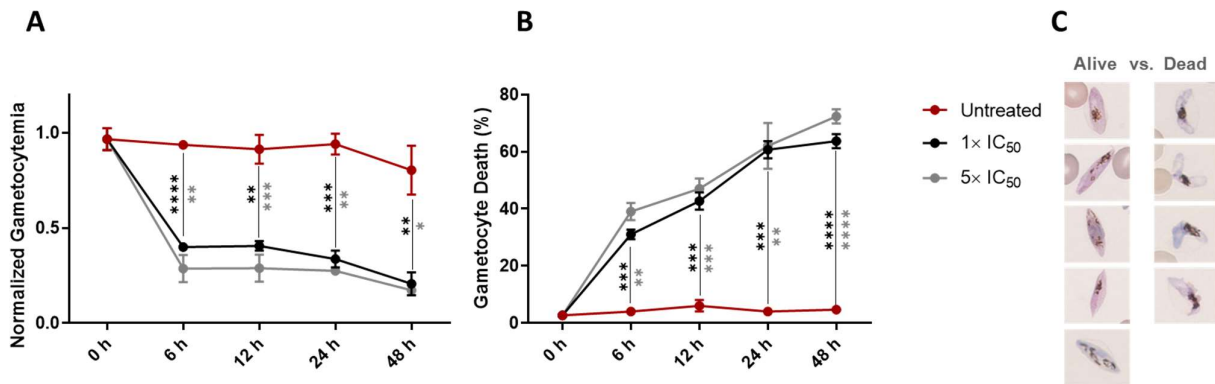 A
B
C
Normalized Gametocytemia
1.0
0.5
0.0
****
**
**
***
***
**
**
*
0 h
6 h
12 h
24 h
48 h
Gametocyte Death (%)
80
60
40
20
0
***
**
***
***
***
**
****
****
0 h
6 h
12 h
24 h
48 h
Untreated
1× IC₅₀
5× IC₅₀
Alive vs. Dead